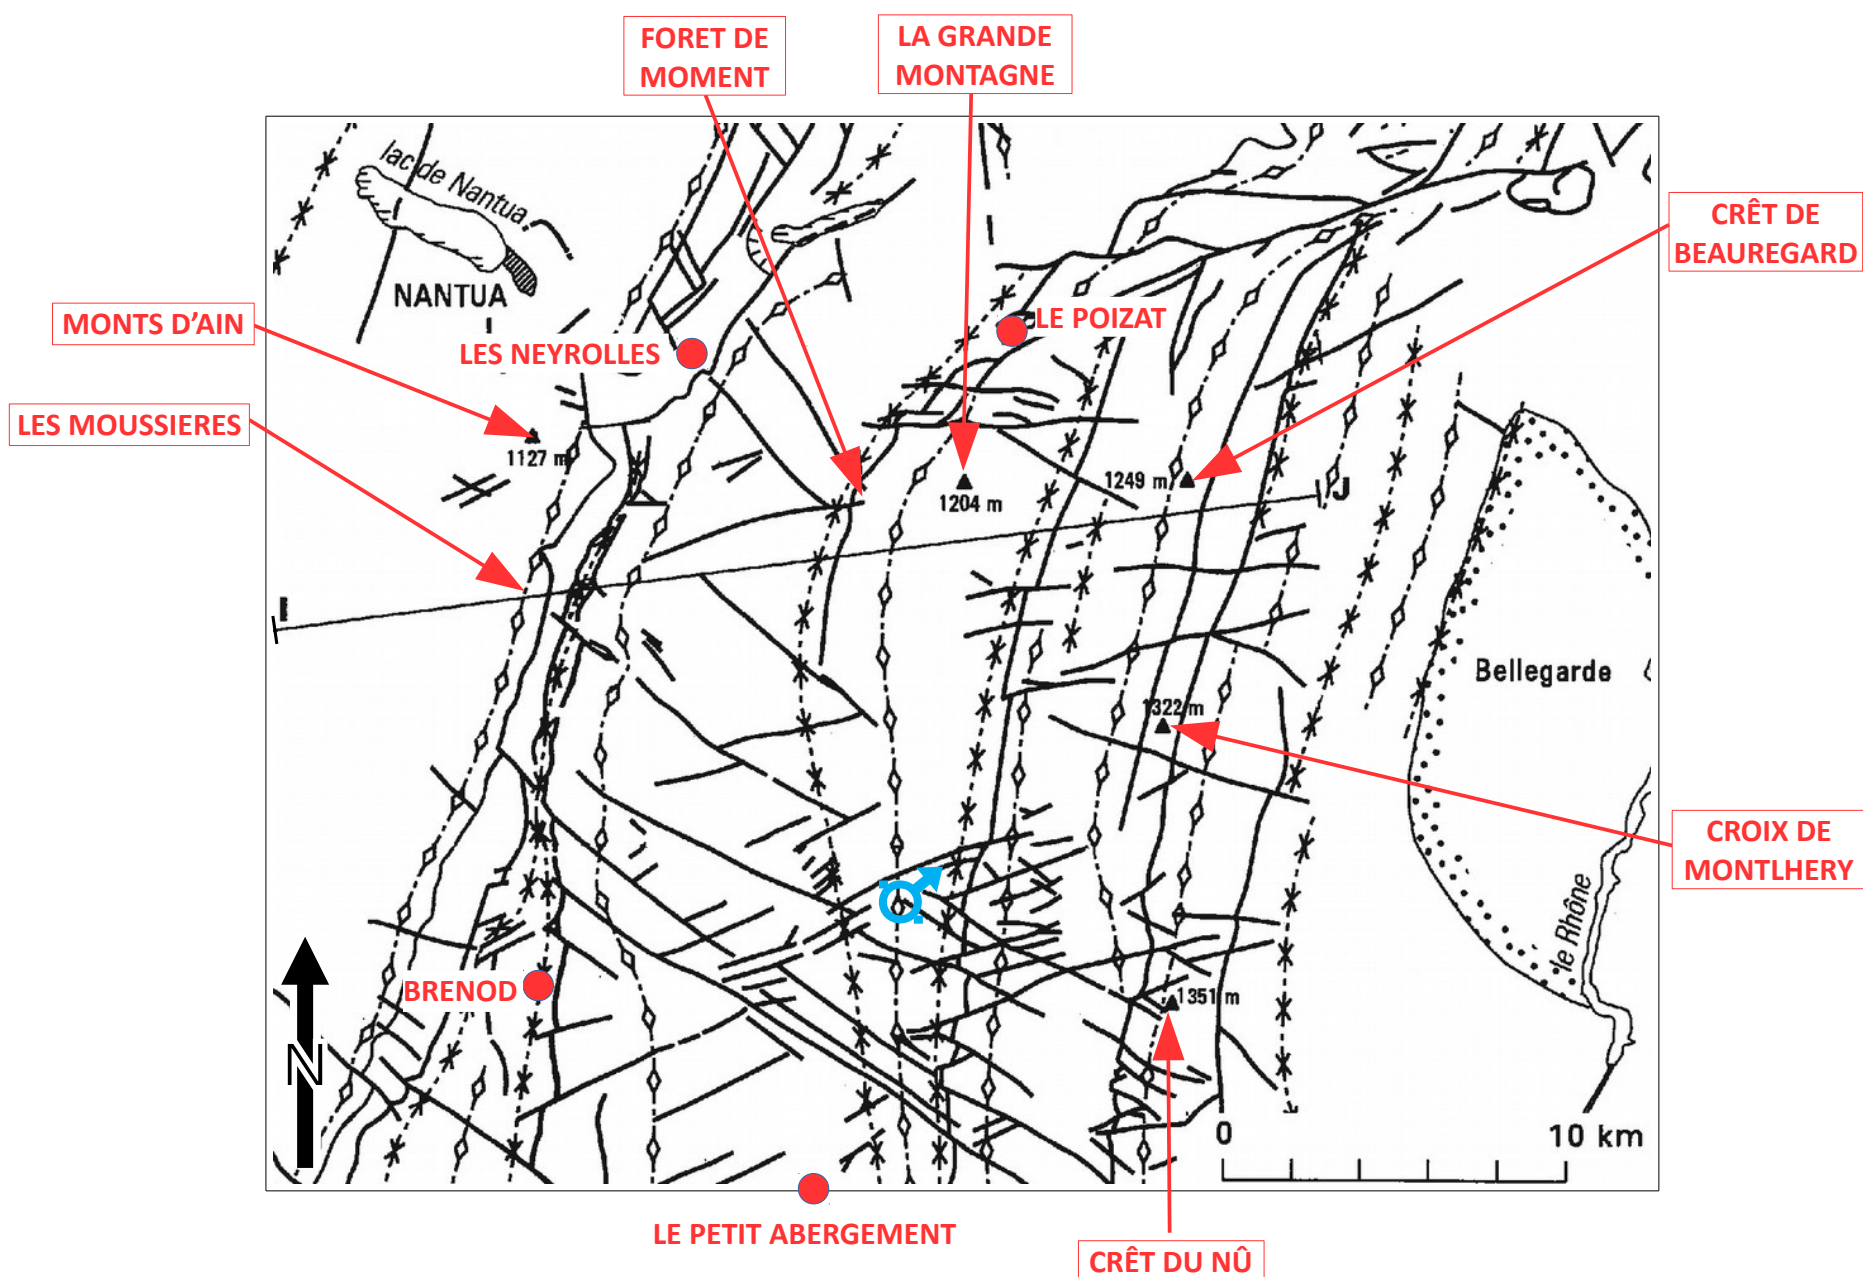 FORET DE
MOMENT
LA GRANDE
MONTAGNE
lac de Nantua
CRÊT DE
BEAUREGARD
NANTUA
MONTS D'AIN
LE POIZAT
LES NEYROLLES
LES MOUSSIERES
1127 m
1249 m
J
1204 m
I
Bellegarde
1322 m
CROIX DE
MONTLHERY
le Rhône
BRENOD
1351 m
N
0
10 km
LE PETIT ABERGEMENT
CRÊT DU NÛ